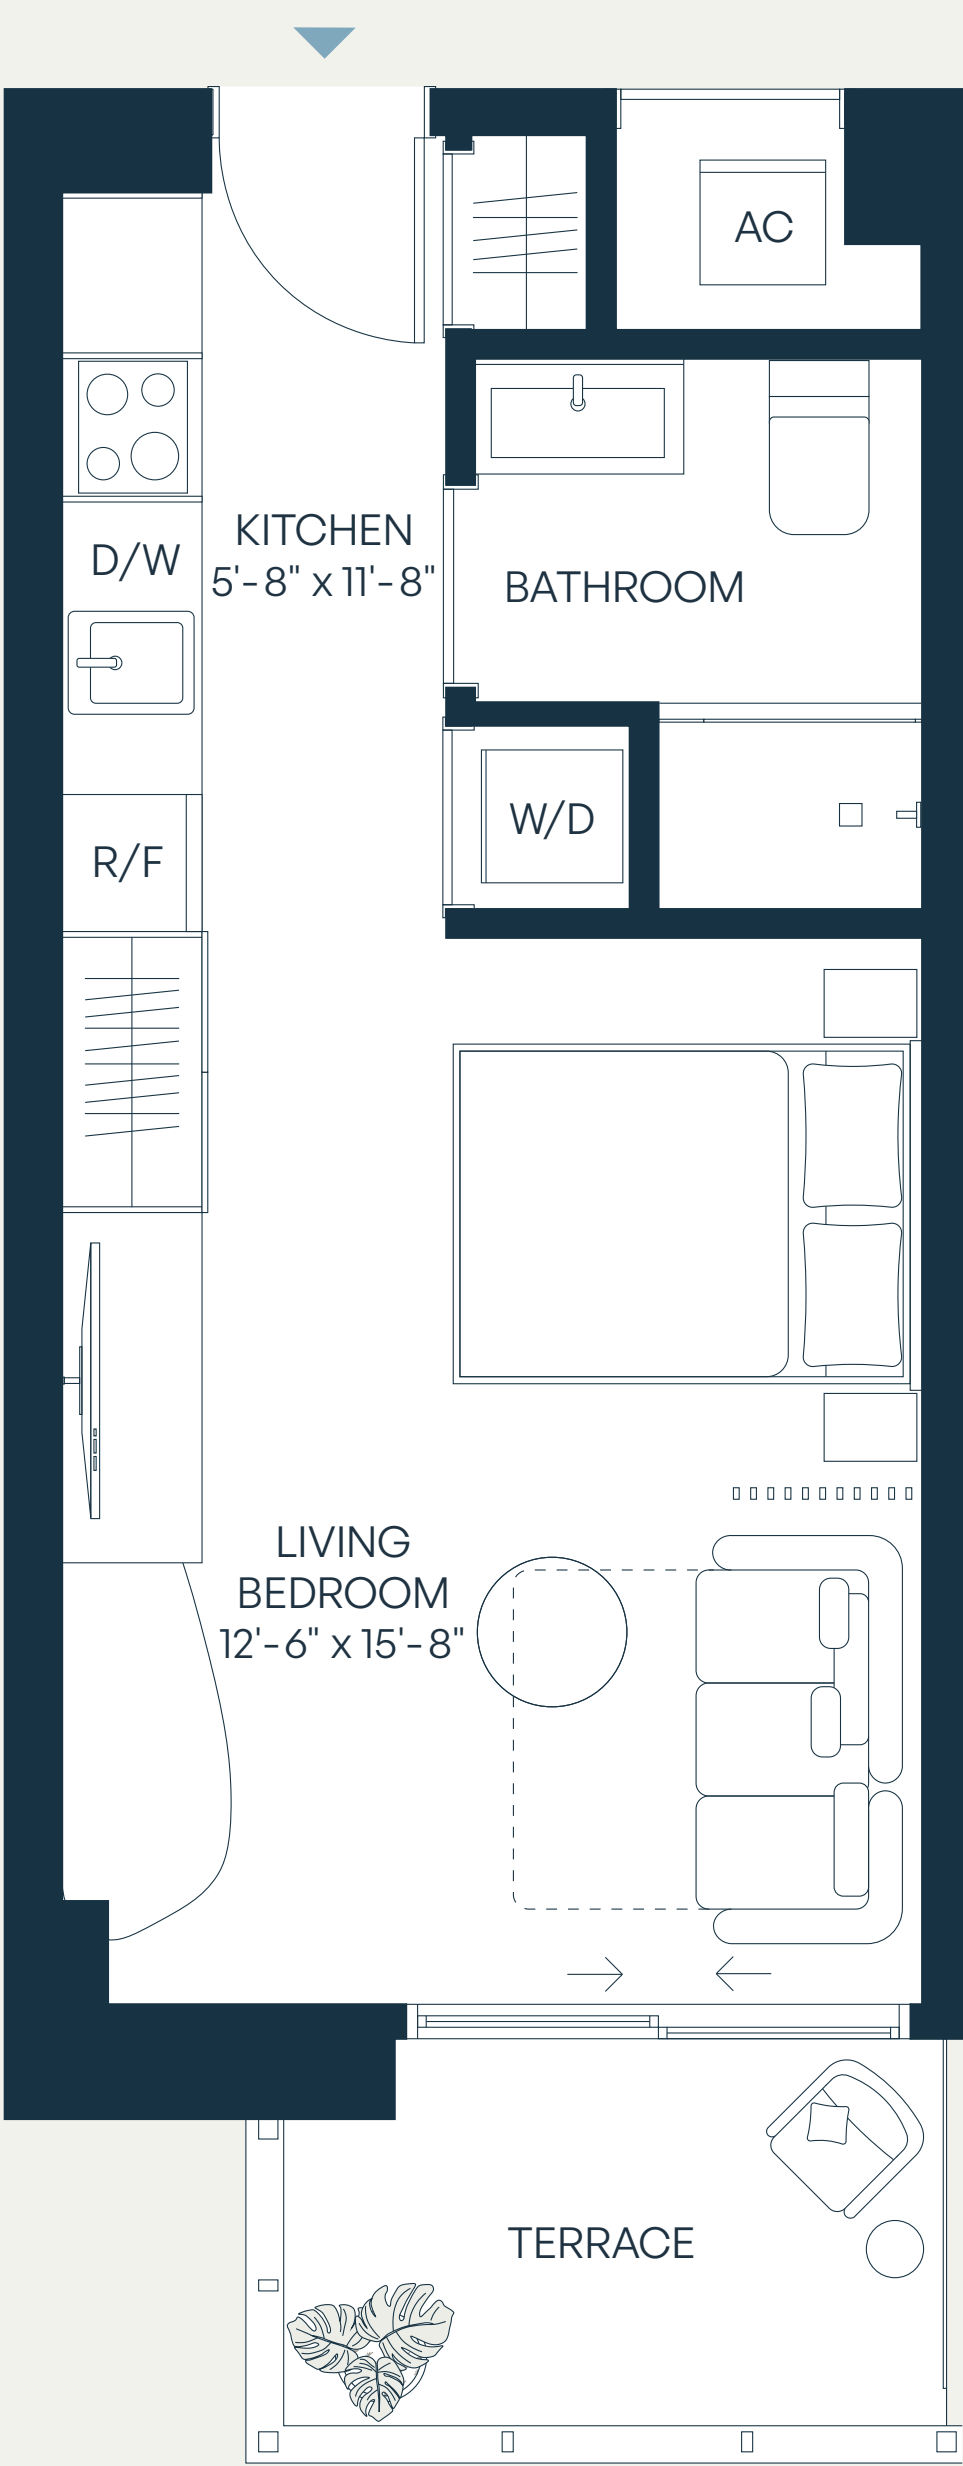 AC
KITCHEN
5'-8" x 11'-8"
D/W
BATHROOM
W/D
R/F
LIVING
BEDROOM
12'-6" x 15'-8"
TERRACE